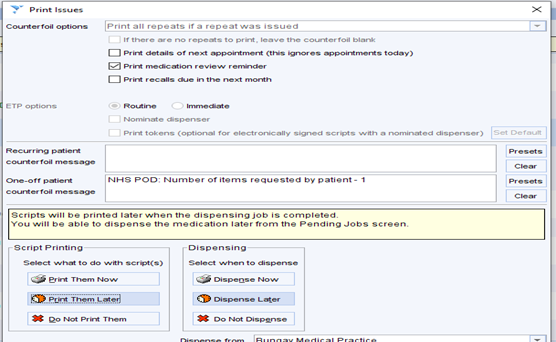 Print Issues
Counterfoil options
Print all repeats if a repeat was issued
If there are no repeats to print, leave the counterfoil blank
Print details of next appointment (this ignores appointments today)
Print medication review reminder
Print recalls due in the next month
ETP options
Routine
Immediate
Nominate dispenser
Print tokens (optional for electronically signed scripts with a nominated dispenser)
Set Default
Recurring patient
counterfoil message
Presets
Clear
One-off patient
counterfoil message
NHS POD: Number of items requested by patient - 1
Presets
Clear
Scripts will be printed later when the dispensing job is completed.
You will be able to dispense the medication later from the Pending Jobs screen.
Script Printing
Select what to do with script(s)
Print Them Now
Print Them Later
Do Not Print Them
Dispensing
Select when to dispense
Dispense Now
Dispense Later
Do Not Dispense
Dispense from
Bungay Medical Practice